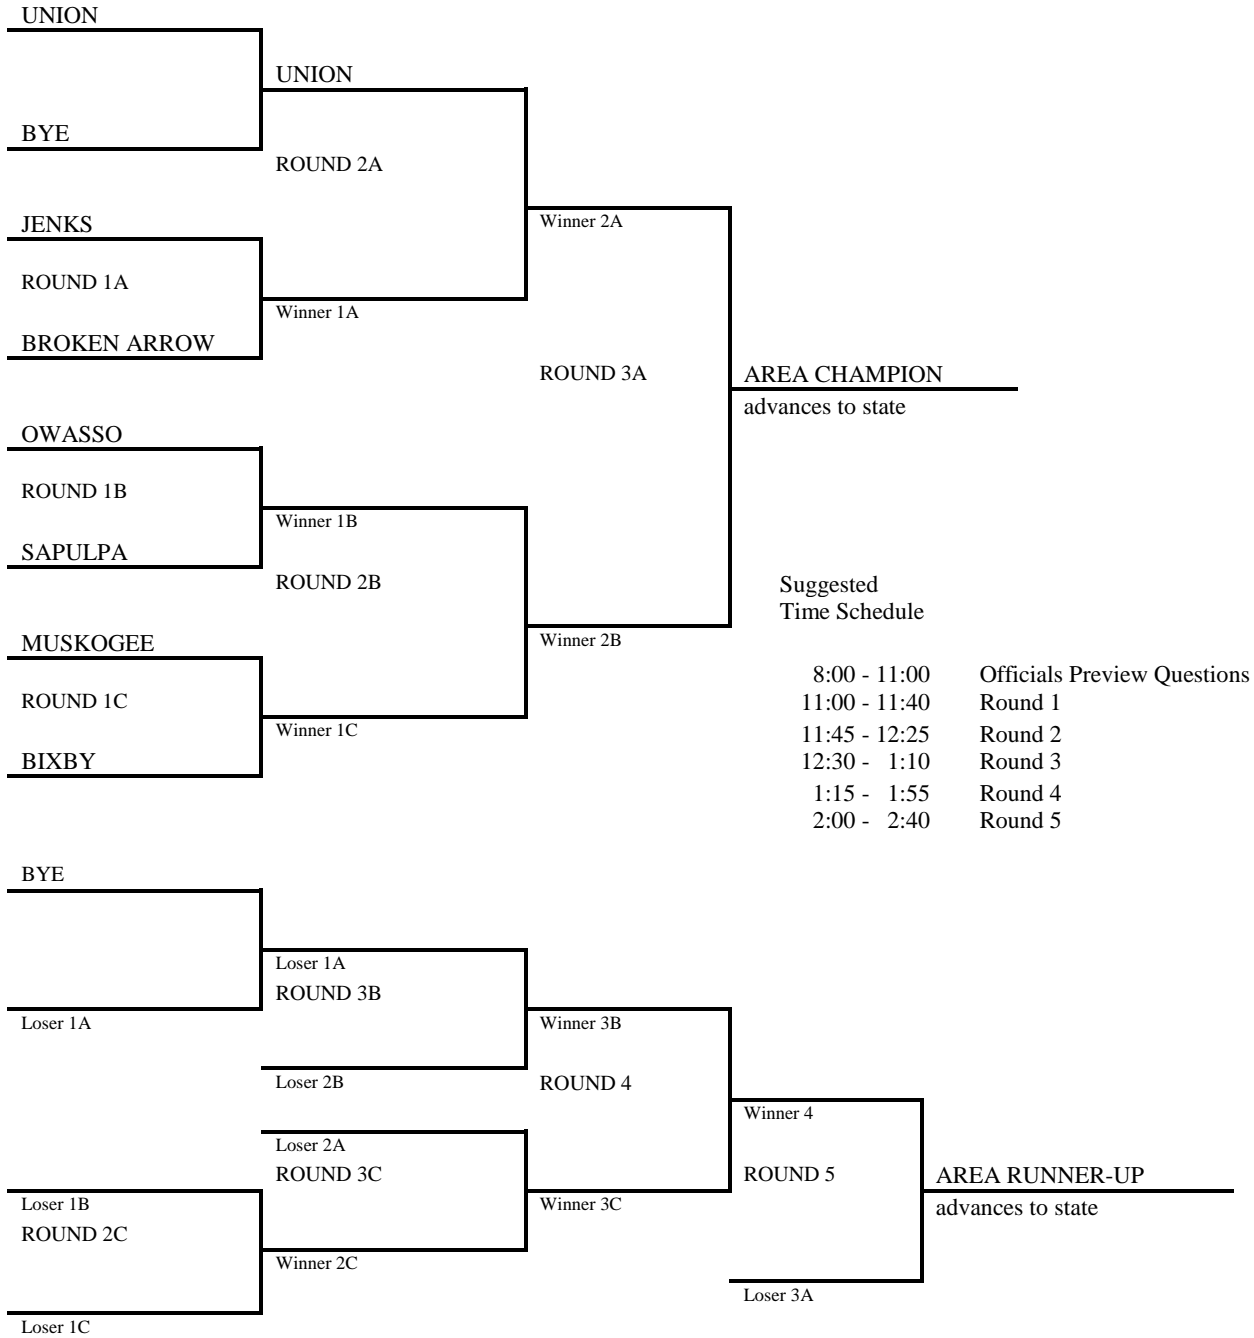 UNION
UNION
BYE
ROUND 2A
JENKS
Winner 2A
ROUND 1A
Winner 1A
BROKEN ARROW
ROUND 3A
AREA CHAMPION
advances to state
OWASSO
ROUND 1B
Winner 1B
SAPULPA
ROUND 2B
Suggested
Time Schedule
MUSKOGEE
Winner 2B
8:00 - 11:00 Officials Preview Questions
ROUND 1C
11:00 - 11:40 Round 1
Winner 1C
11:45 - 12:25 Round 2
BIXBY
12:30 - 1:10 Round 3
1:15 - 1:55 Round 4
2:00 - 2:40 Round 5
BYE
Loser 1A
ROUND 3B
Loser 1A
Winner 3B
Loser 2B
ROUND 4
Winner 4
Loser 2A
ROUND 3C
ROUND 5
AREA RUNNER-UP
Loser 1B
Winner 3C
advances to state
ROUND 2C
Winner 2C
Loser 3A
Loser 1C